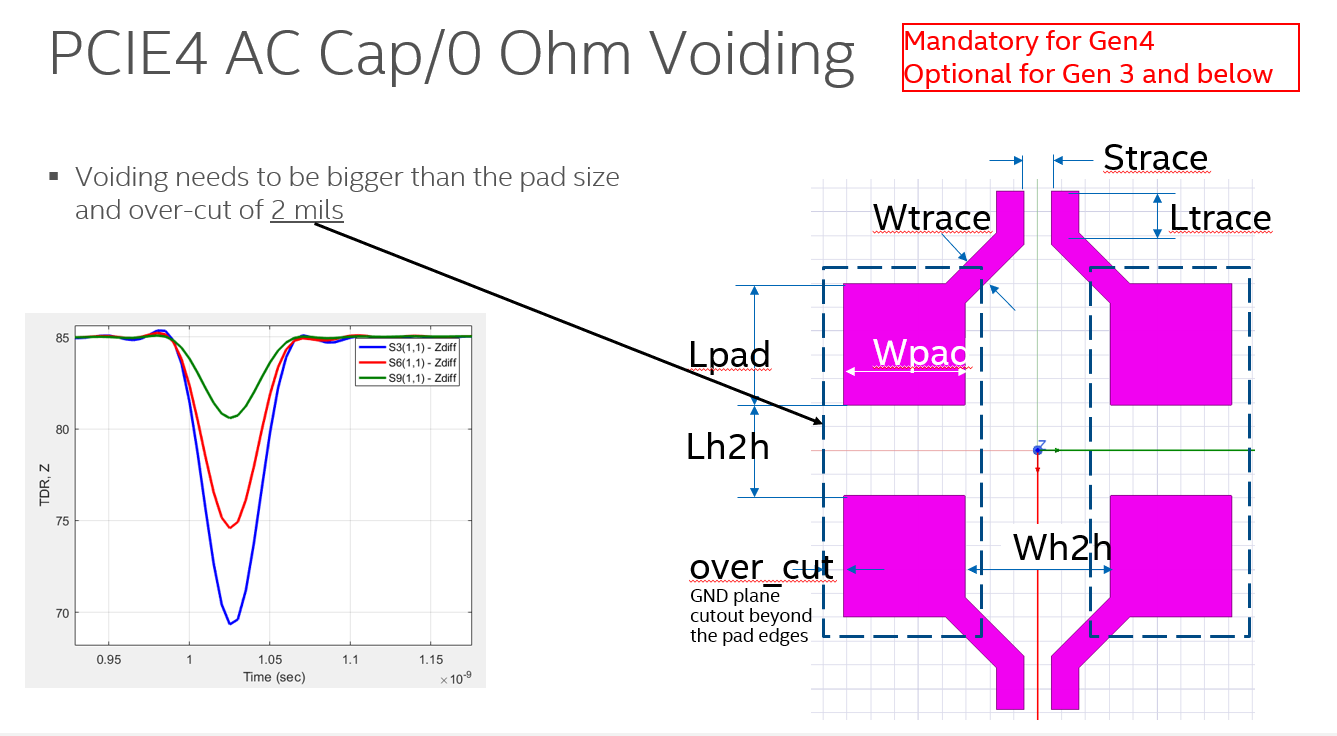 PCIE4 AC Cap/0 Ohm Voiding
Mandatory for Gen4
Optional for Gen 3 and below
▪ Voiding needs to be bigger than the pad size
and over-cut of 2 mils
Strace
Wtrace
Ltrace
Lpad
Wpad
Lh2h
Z
Wh2h
over_cut
GND plane
cutout beyond
the pad edges
85
80
75
70
TDR, Z
S3(1,1) - Zdiff
S6(1,1) - Zdiff
S9(1,1) - Zdiff
0.95 1 1.05 1.1 1.15
Time (sec)
×10⁻⁹